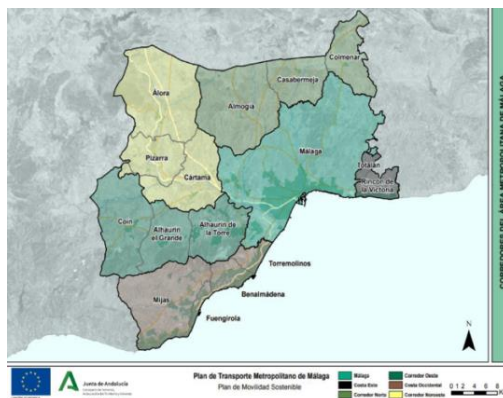 Colmenar
Casabermeja
Álora
Almogía
Málaga
Pizarra
Totalán
Cártama
Rincón de
la Victoria
Coín
Alhaurín
el Grande
Alhaurín de
la Torre
Torremolinos
Mijas
Benalmádena
Fuengirola
CORREDORES DEL ÁREA METROPOLITANA DE MÁLAGA
N
Junta de Andalucía
Plan de Transporte Metropolitano de Málaga
Plan de Movilidad Sostenible
Málaga
Costa Este
Corredor Norte
Corredor Oeste
Costa Occidental
Corredor Noroeste
0 2 4 6 8